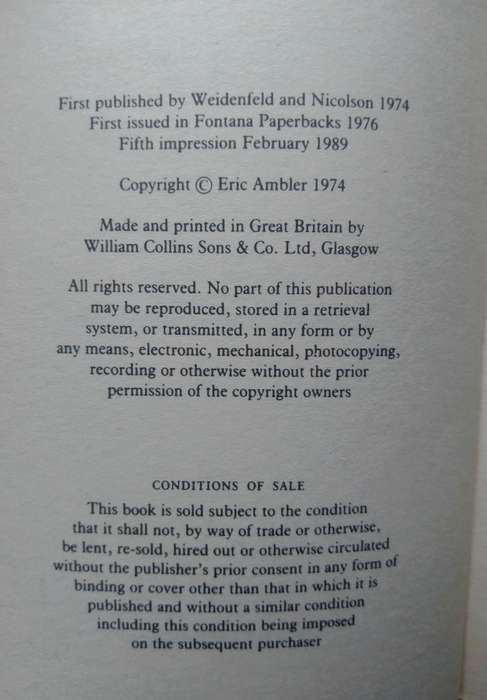 First published by Weidenfeld and Nicolson 1974
First issued in Fontana Paperbacks 1976
Fifth impression February 1989
Copyright © Eric Ambler 1974
Made and printed in Great Britain by
William Collins Sons & Co. Ltd, Glasgow
All rights reserved. No part of this publication
may be reproduced, stored in a retrieval
system, or transmitted, in any form or by
any means, electronic, mechanical, photocopying,
recording or otherwise without the prior
permission of the copyright owners
CONDITIONS OF SALE
This book is sold subject to the condition
that it shall not, by way of trade or otherwise,
be lent, re-sold, hired out or otherwise circulated
without the publisher's prior consent in any form of
binding or cover other than that in which it is
published and without a similar condition
including this condition being imposed
on the subsequent purchaser